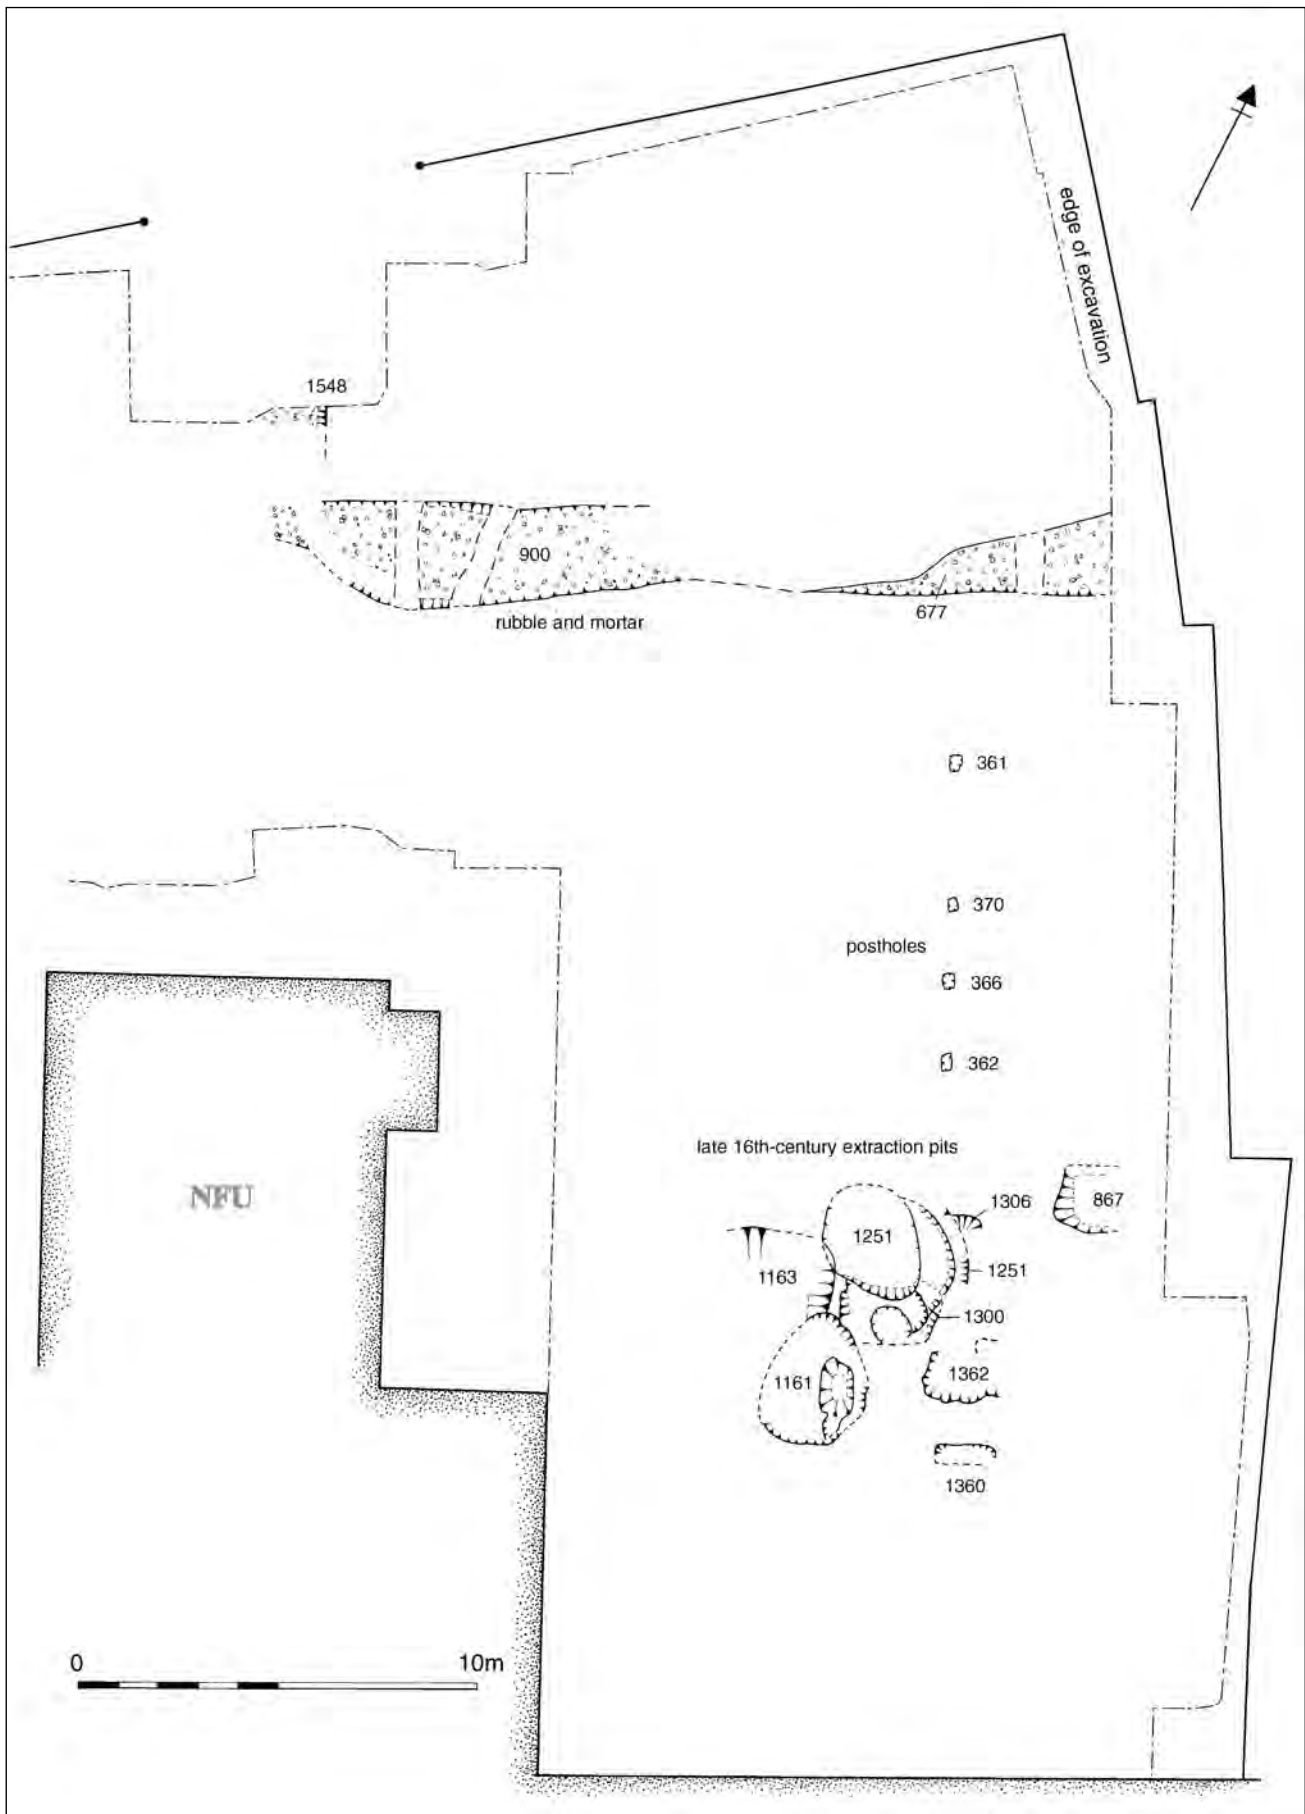 edge of excavation
1548
900
677
rubble and mortar
361
370
postholes
366
362
late 16th-century extraction pits
NFU
1306
867
1251
1163
1251
1300
1161
1362
1360
0 10m